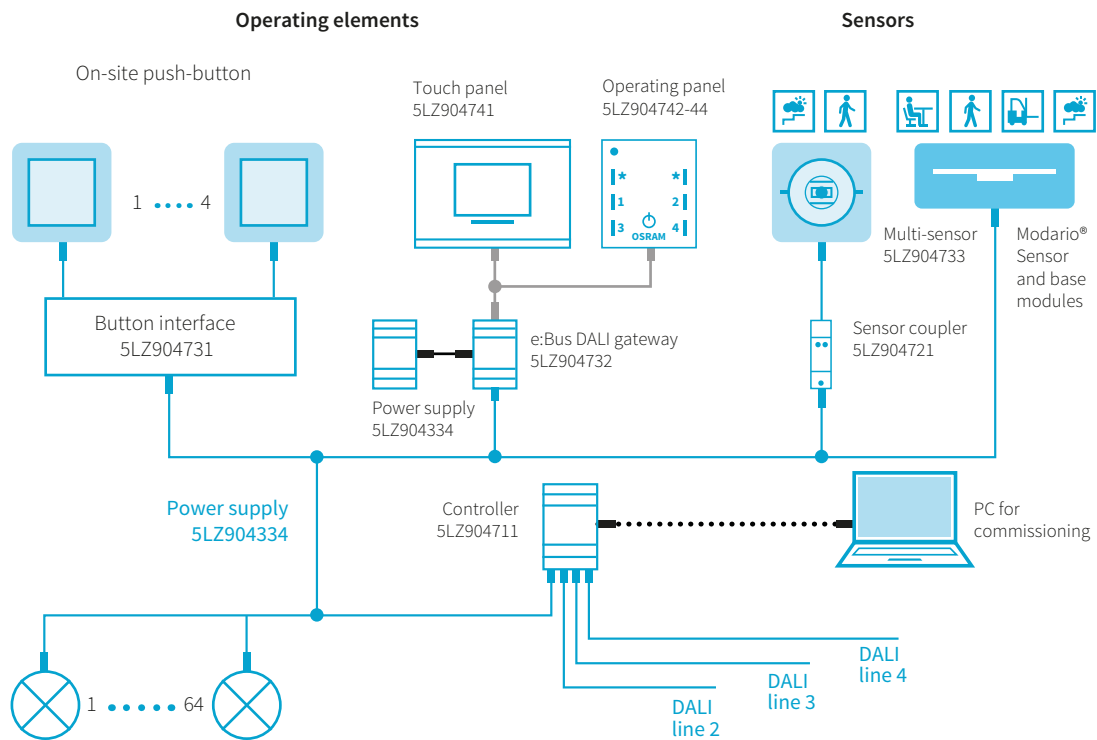 Operating elements
Sensors
On-site push-button
Touch panel
5LZ904741
Operating panel
5LZ904742-44
1 4
* *
1 2
3 4
OSRAM
Multi-sensor
5LZ904733
Modario®
Sensor
and base
modules
Button interface
5LZ904731
e:Bus DALI gateway
5LZ904732
Sensor coupler
5LZ904721
Power supply
5LZ904334
Power supply
5LZ904334
Controller
5LZ904711
PC for
commissioning
DALI
line 4
DALI
line 3
DALI
line 2
1 64